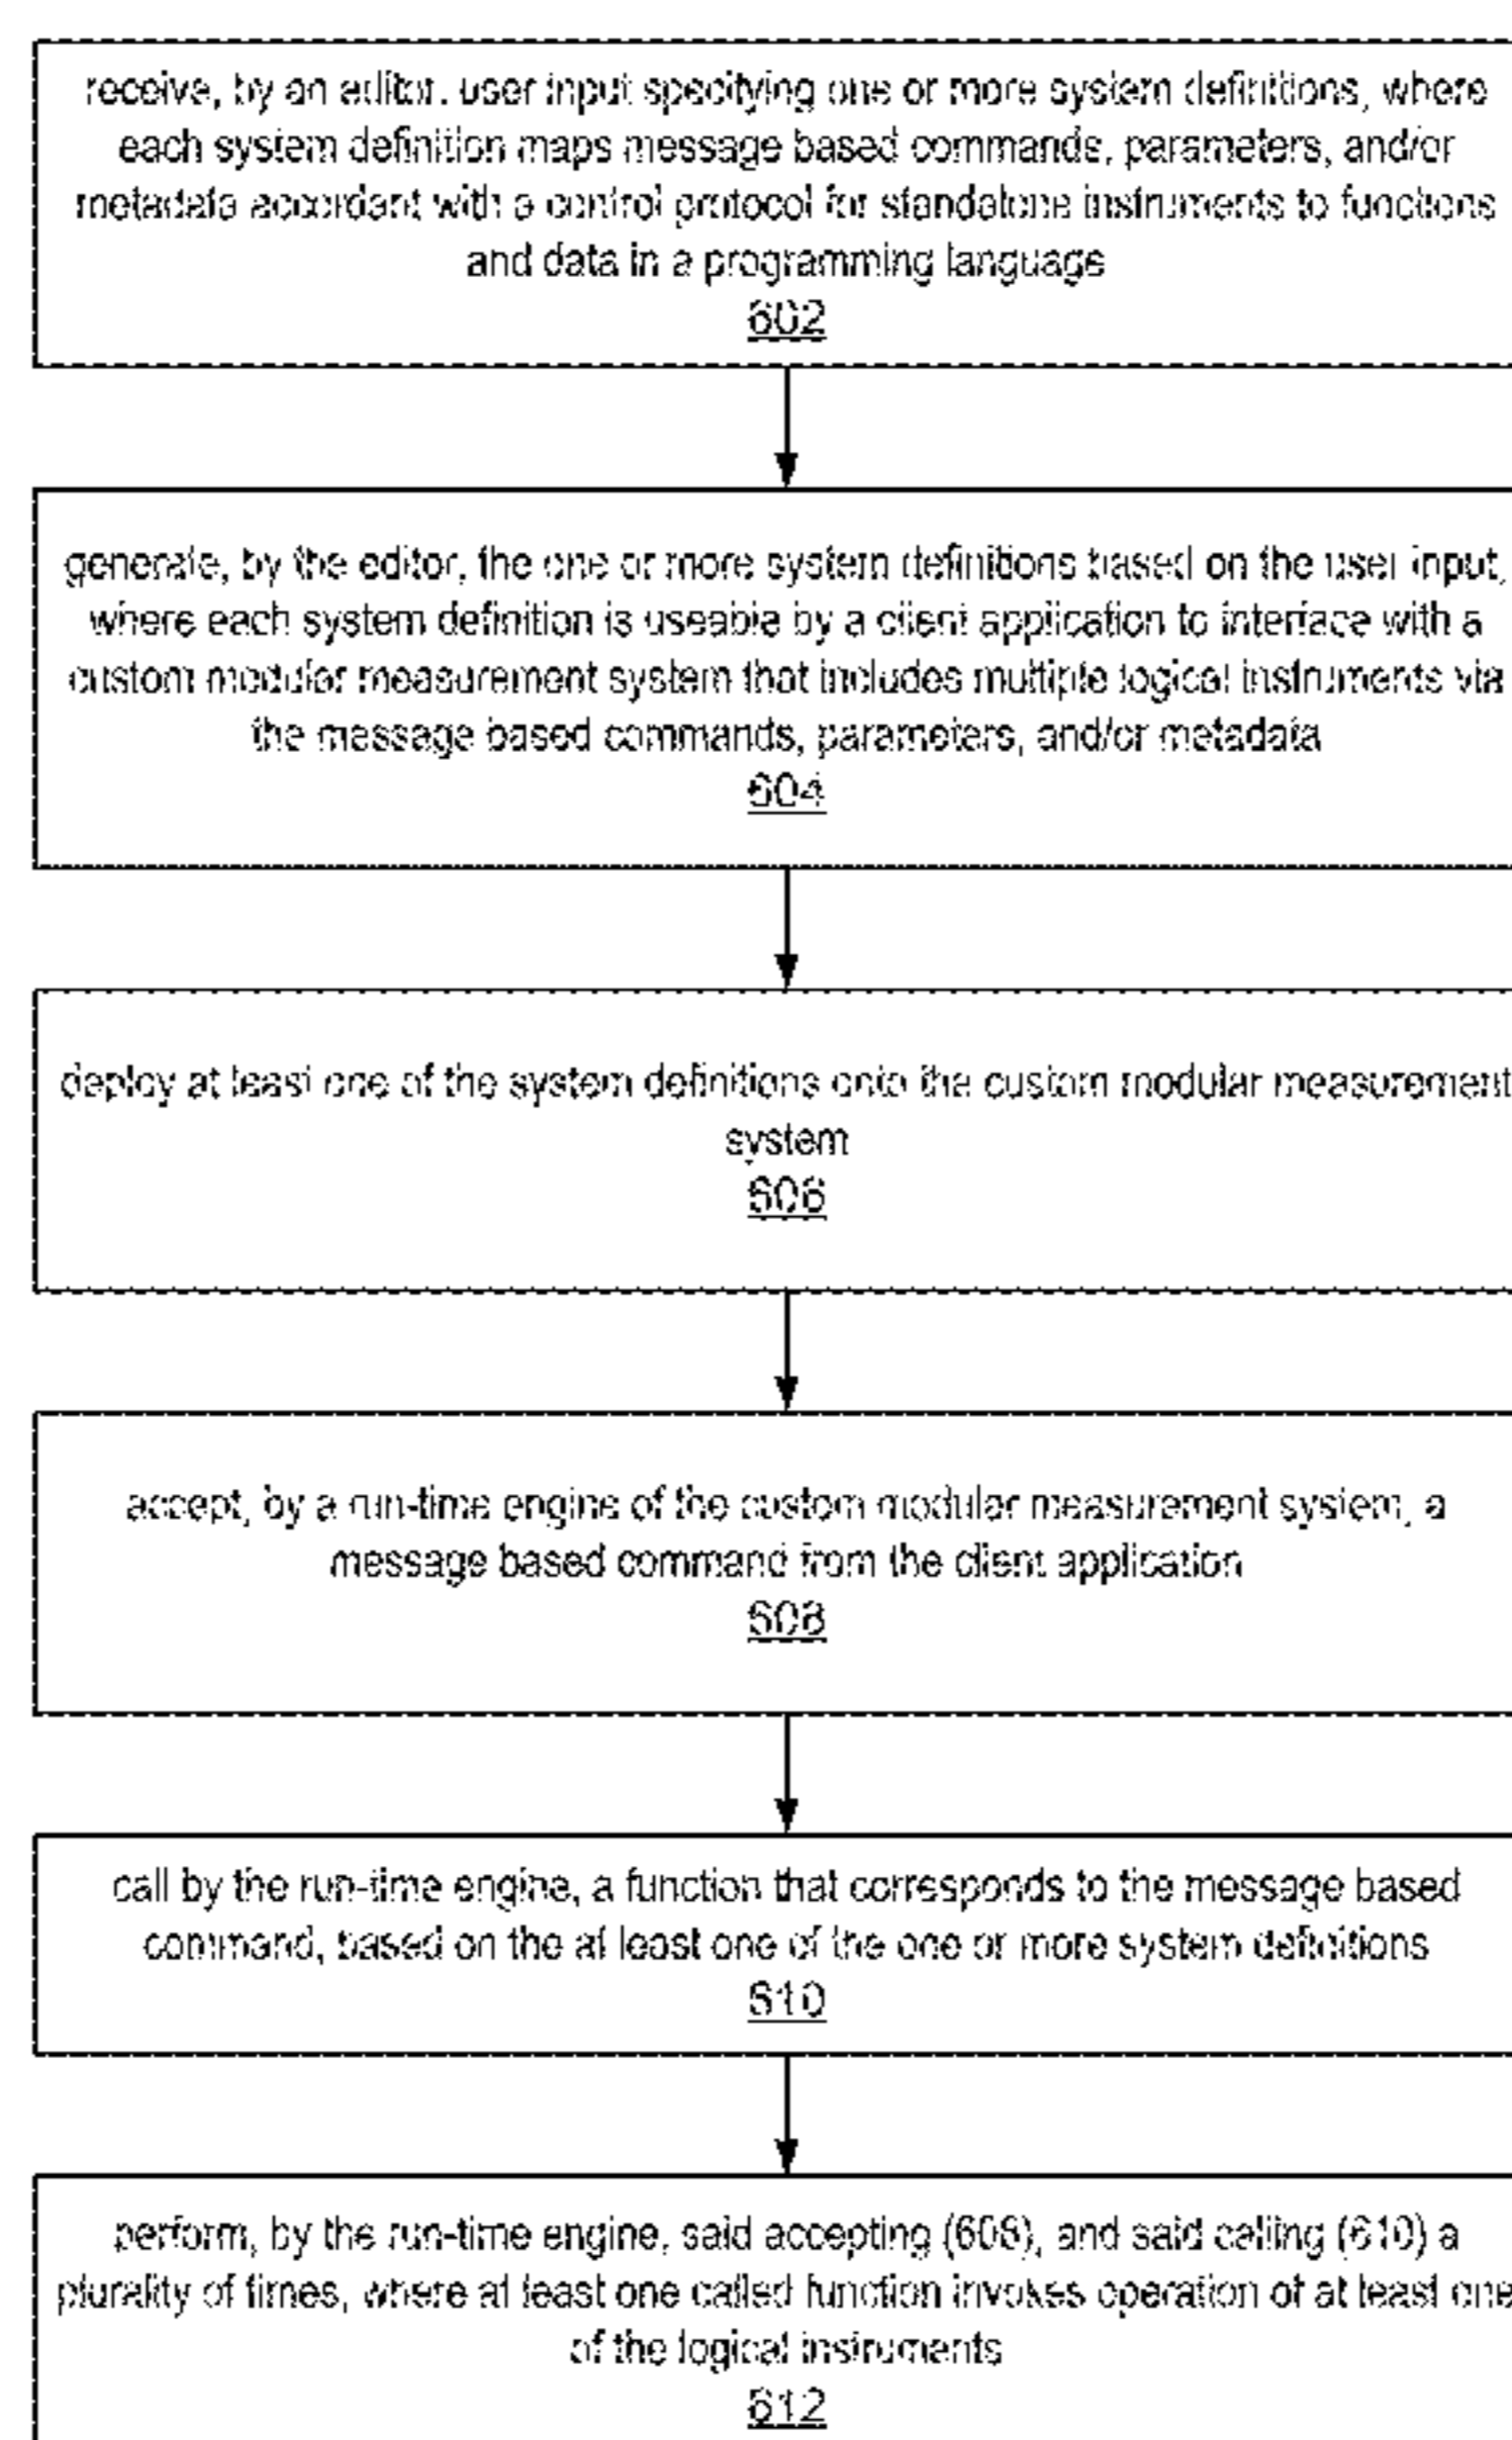 receive, by an editor, user input specifying one or more system definitions, where
each system definition maps message based commands, parameters, and/or
metadata accordant with a control protocol for standalone instruments to functions
and data in a programming language
602
generate, by the editor, the one or more system definitions based on the user input,
where each system definition is useable by a client application to interface with a
custom modular measurement system that includes multiple logical instruments via
the message based commands, parameters, and/or metadata
604
deploy at least one of the system definitions onto the custom modular measurement
system
606
accept, by a run-time engine of the custom modular measurement system, a
message based command from the client application
608
call by the run-time engine, a function that corresponds to the message based
command, based on the at least one of the one or more system definitions
610
perform, by the run-time engine, said accepting (608), and said calling (610) a
plurality of times, where at least one called function invokes operation of at least one
of the logical instruments
612